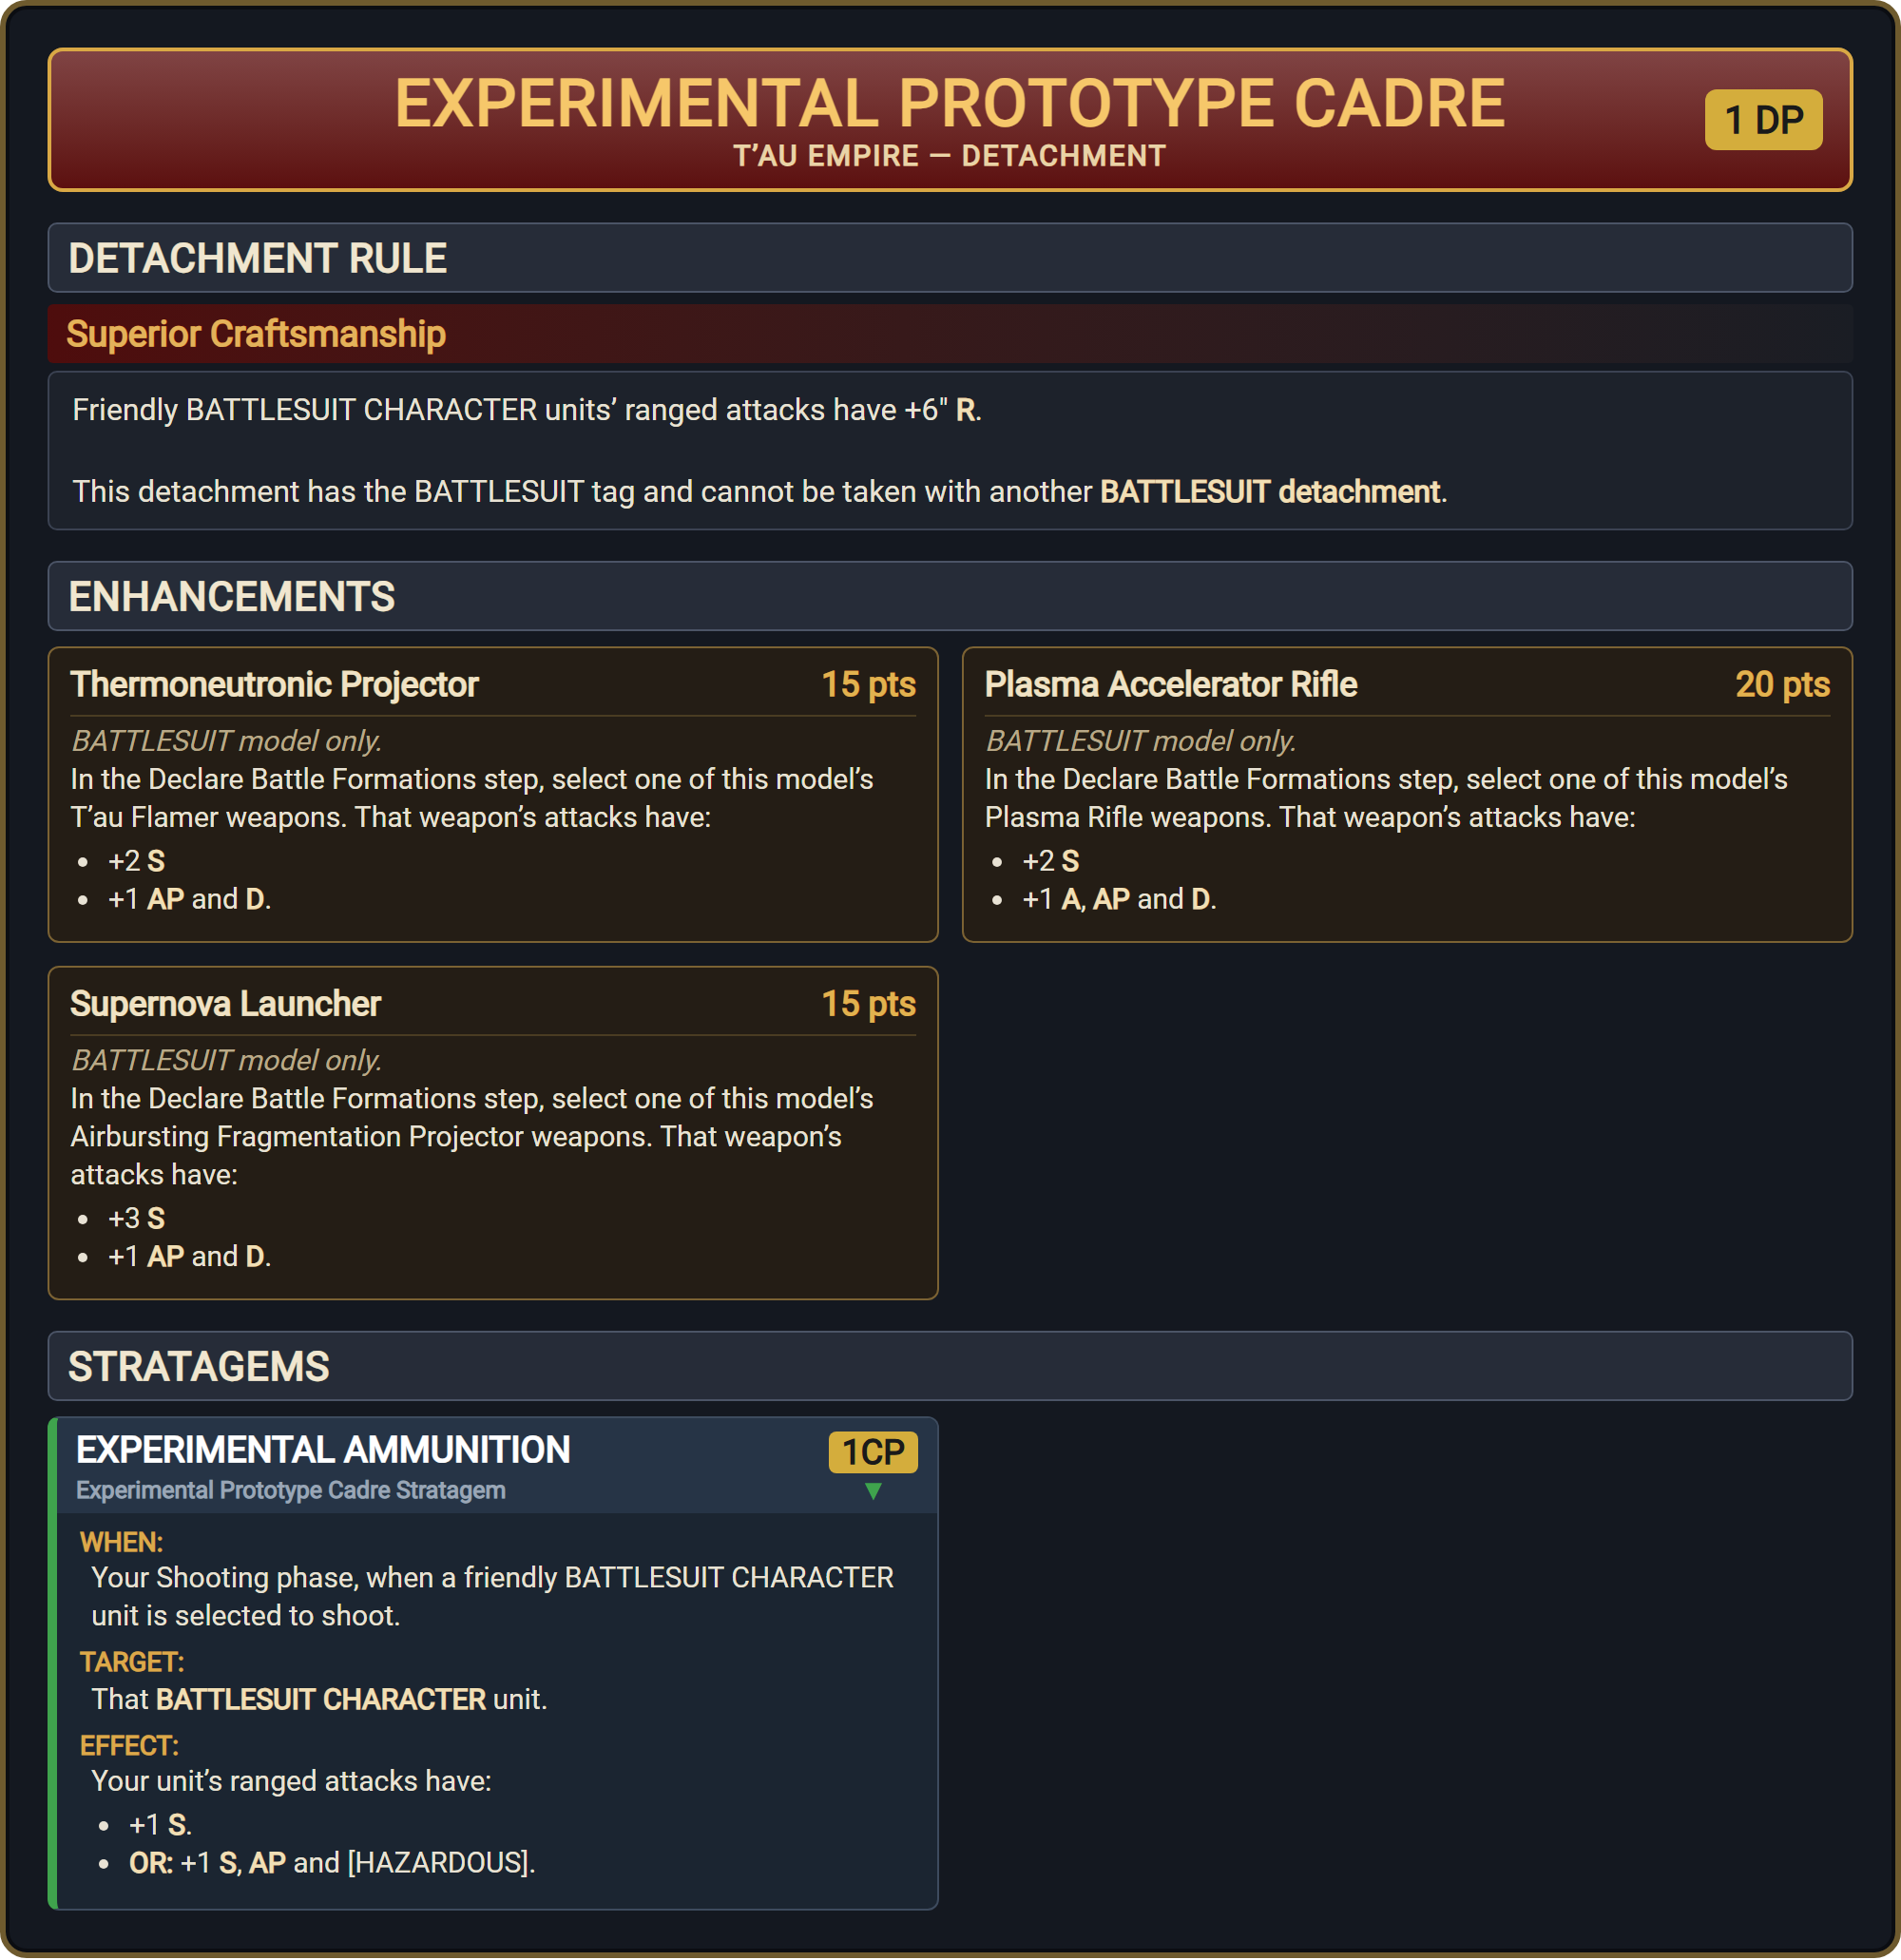 EXPERIMENTAL PROTOTYPE CADRE
T’AU EMPIRE — DETACHMENT
1 DP
DETACHMENT RULE
Superior Craftsmanship
Friendly BATTLESUIT CHARACTER units’ ranged attacks have +6" R.
This detachment has the BATTLESUIT tag and cannot be taken with another BATTLESUIT detachment.
ENHANCEMENTS
Thermoneutronic Projector 15 pts
BATTLESUIT model only.
In the Declare Battle Formations step, select one of this model’s
T’au Flamer weapons. That weapon’s attacks have:
• +2 S
• +1 AP and D.
Plasma Accelerator Rifle 20 pts
BATTLESUIT model only.
In the Declare Battle Formations step, select one of this model’s
Plasma Rifle weapons. That weapon’s attacks have:
• +2 S
• +1 A, AP and D.
Supernova Launcher 15 pts
BATTLESUIT model only.
In the Declare Battle Formations step, select one of this model’s
Airbursting Fragmentation Projector weapons. That weapon’s
attacks have:
• +3 S
• +1 AP and D.
STRATAGEMS
EXPERIMENTAL AMMUNITION 1CP
Experimental Prototype Cadre Stratagem ▼
WHEN:
Your Shooting phase, when a friendly BATTLESUIT CHARACTER
unit is selected to shoot.
TARGET:
That BATTLESUIT CHARACTER unit.
EFFECT:
Your unit’s ranged attacks have:
• +1 S.
• OR: +1 S, AP and [HAZARDOUS].